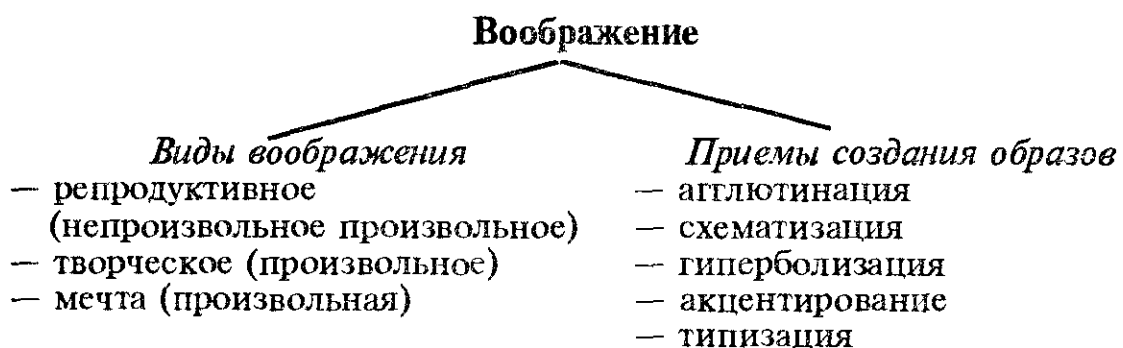 Воображение
Виды воображения
— репродуктивное
(непроизвольное произвольное)
— творческое (произвольное)
— мечта (произвольная)
Приемы создания образов
— агглютинация
— схематизация
— гиперболизация
— акцентирование
— типизация